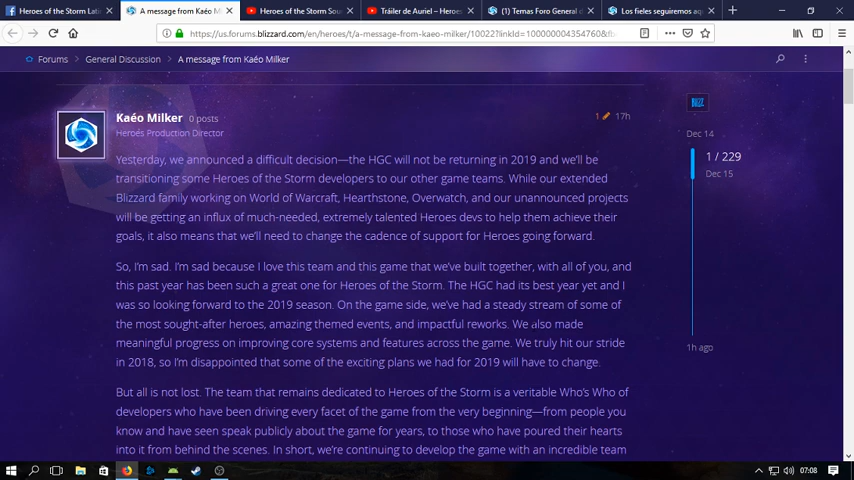 Heroes of the Storm Latin
A message from Kaéo M
Heroes of the Storm Sou
Tráiler de Auriel – Heroes
(1) Temas Foro General d
Los fieles seguiremos aq
https://us.forums.blizzard.com/en/heroes/t/a-message-from-kaeo-milker/10022?linkId=100000004354760&fb
Forums > General Discussion > A message from Kaéo Milker
Kaéo Milker 0 posts
Heroes Production Director
1 17h
Yesterday, we announced a difficult decision—the HGC will not be returning in 2019 and we'll be
transitioning some Heroes of the Storm developers to our other game teams. While our extended
Blizzard family working on World of Warcraft, Hearthstone, Overwatch, and our unannounced projects
will be getting an influx of much-needed, extremely talented Heroes devs to help them achieve their
goals, it also means that we'll need to change the cadence of support for Heroes going forward.
So, I'm sad. I'm sad because I love this team and this game that we've built together, with all of you, and
this past year has been such a great one for Heroes of the Storm. The HGC had its best year yet and I
was so looking forward to the 2019 season. On the game side, we've had a steady stream of some of
the most sought-after heroes, amazing themed events, and impactful reworks. We also made
meaningful progress on improving core systems and features across the game. We truly hit our stride
in 2018, so I'm disappointed that some of the exciting plans we had for 2019 will have to change.
But all is not lost. The team that remains dedicated to Heroes of the Storm is a veritable Who's Who of
developers who have been driving every facet of the game from the very beginning—from people you
know and have seen speak publicly about the game for years, to those who have poured their hearts
into it from behind the scenes. In short, we're continuing to develop the game with an incredible team
BLIZZ
Dec 14
1 / 229
Dec 15
1h ago
07:08